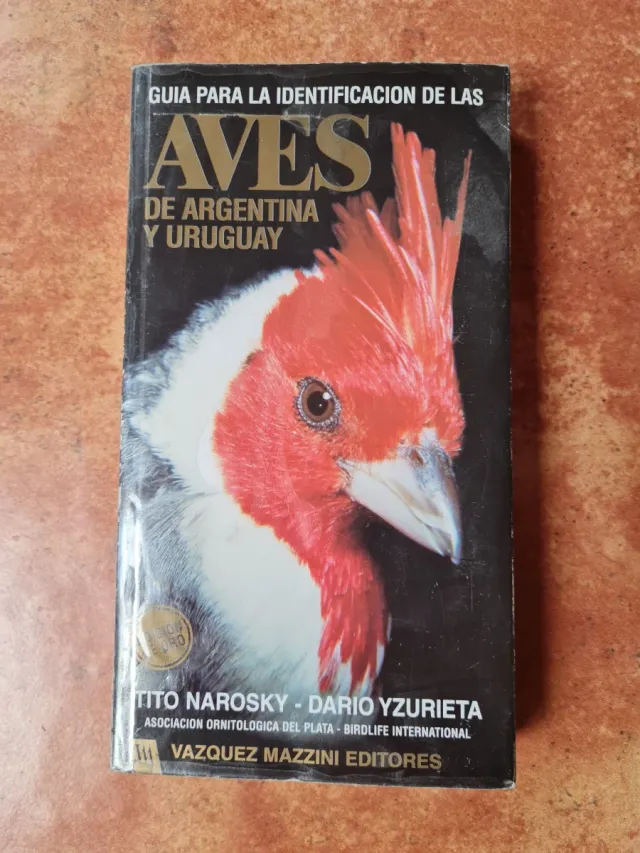 GUIA PARA LA IDENTIFICACION DE LAS
AVES
DE ARGENTINA
Y URUGUAY
TITO NAROSKY - DARIO YZURIETA
ASOCIACION ORNITOLOGICA DEL PLATA - BIRDLIFE INTERNATIONAL
VAZQUEZ MAZZINI EDITORES